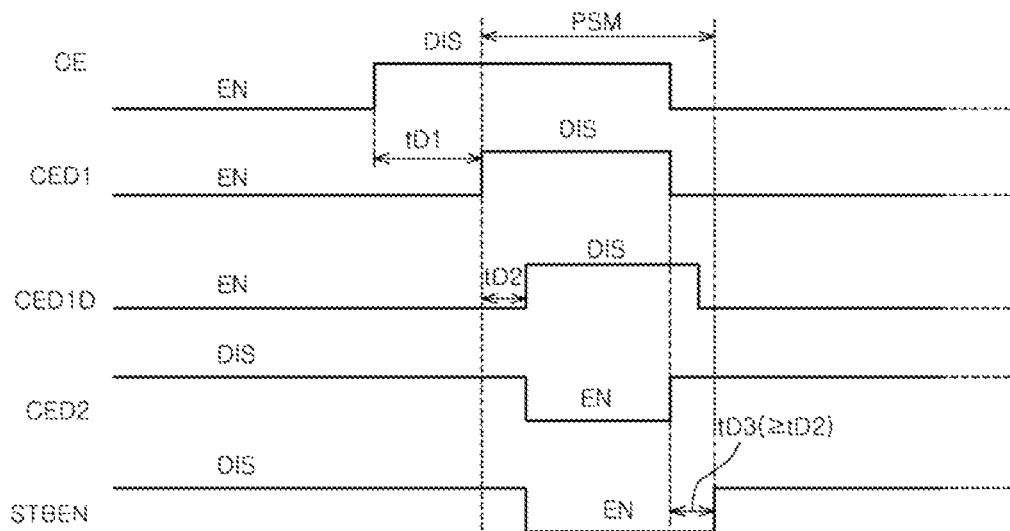 PSM
DIS
CE
EN
tD1
DIS
CED1
EN
DIS
tD2
EN
CED1D
DIS
EN
CED2
tD3(≥tD2)
DIS
EN
STBEN